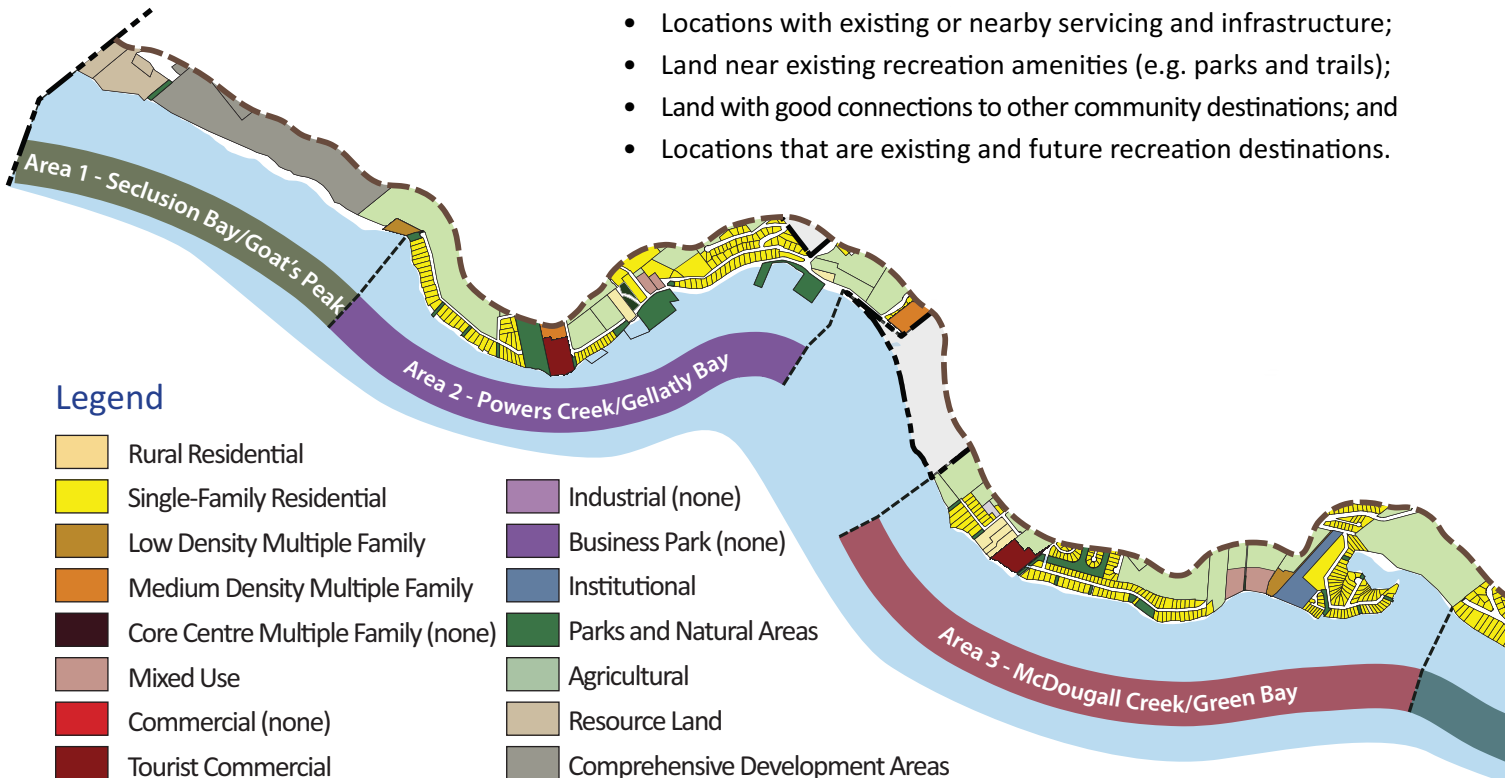 • Locations with existing or nearby servicing and infrastructure;
• Land near existing recreation amenities (e.g. parks and trails);
• Land with good connections to other community destinations; and
• Locations that are existing and future recreation destinations.
Area 1 - Seclusion Bay/Goat's Peak
Area 2 - Powers Creek/Gellatly Bay
Area 3 - McDougall Creek/Green Bay
Legend
Rural Residential
Single-Family Residential
Low Density Multiple Family
Medium Density Multiple Family
Core Centre Multiple Family (none)
Mixed Use
Commercial (none)
Tourist Commercial
Industrial (none)
Business Park (none)
Institutional
Parks and Natural Areas
Agricultural
Resource Land
Comprehensive Development Areas